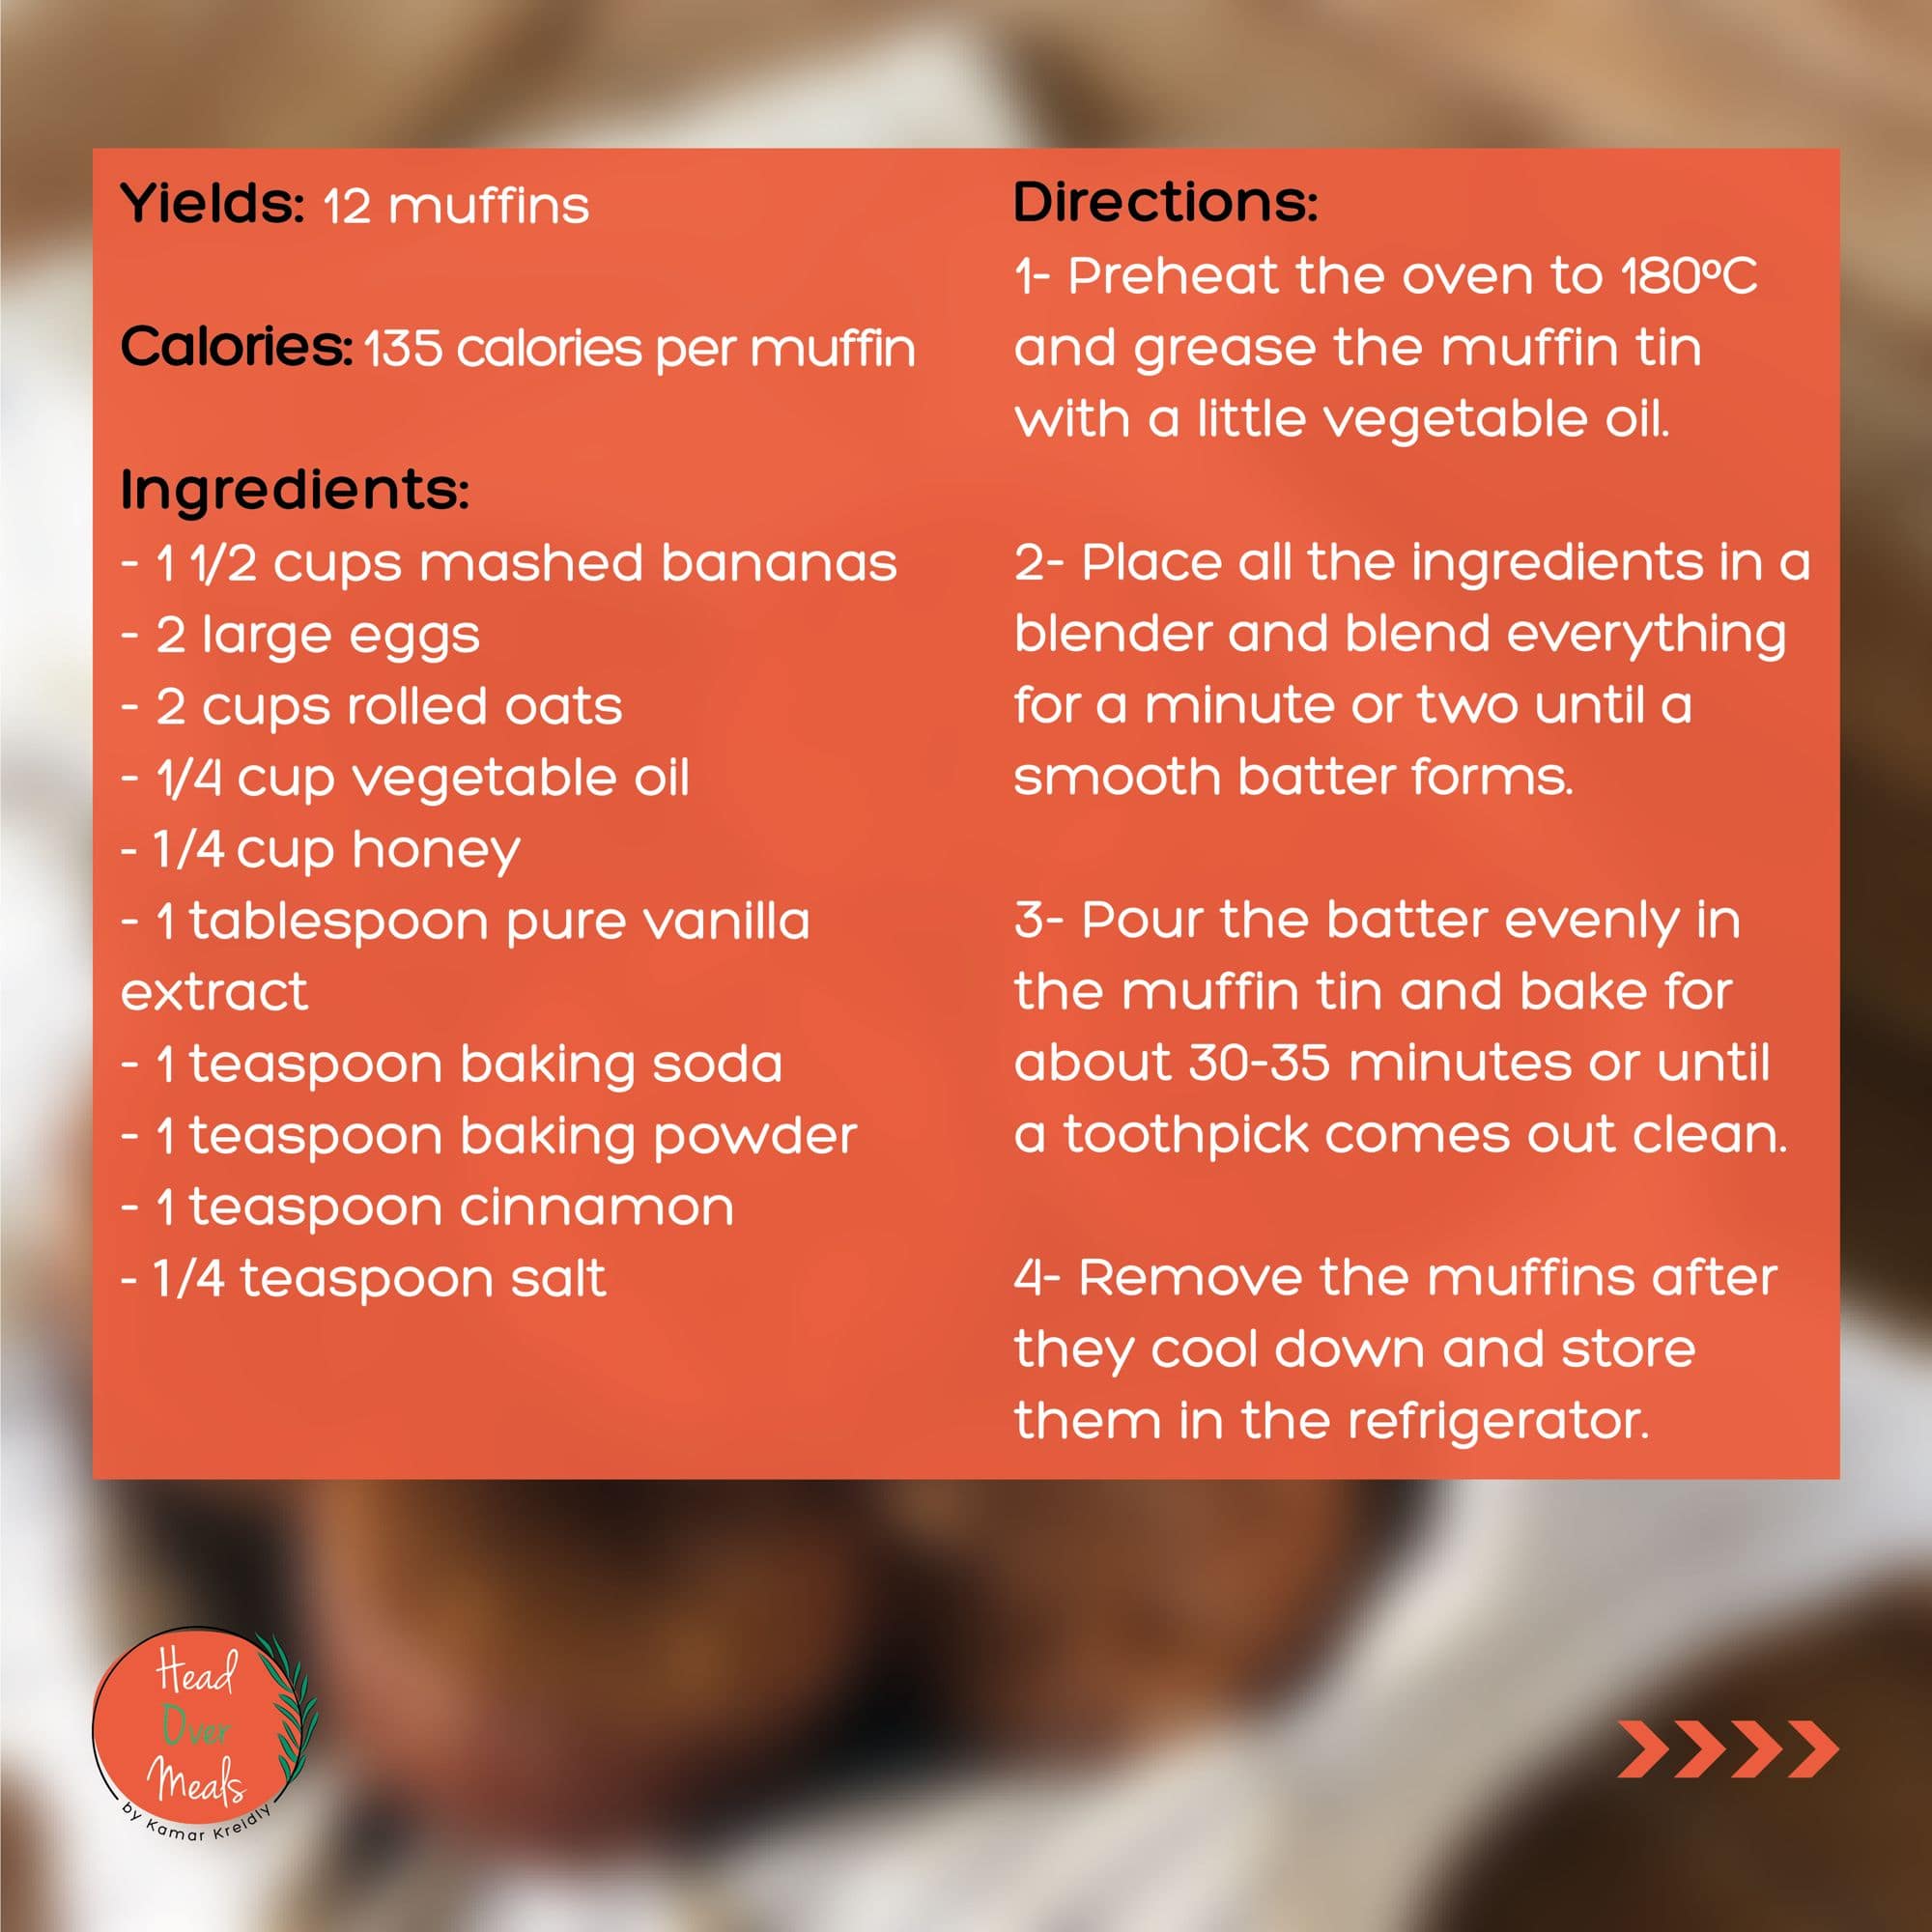 Yields: 12 muffins
Calories: 135 calories per muffin
Ingredients:
- 1 1/2 cups mashed bananas
- 2 large eggs
- 2 cups rolled oats
- 1/4 cup vegetable oil
- 1/4 cup honey
- 1 tablespoon pure vanilla
extract
- 1 teaspoon baking soda
- 1 teaspoon baking powder
- 1 teaspoon cinnamon
- 1/4 teaspoon salt
Directions:
1- Preheat the oven to 180ºC
and grease the muffin tin
with a little vegetable oil.
2- Place all the ingredients in a
blender and blend everything
for a minute or two until a
smooth batter forms.
3- Pour the batter evenly in
the muffin tin and bake for
about 30-35 minutes or until
a toothpick comes out clean.
4- Remove the muffins after
they cool down and store
them in the refrigerator.
Head
Over
Meals
by Kamar Kreidly